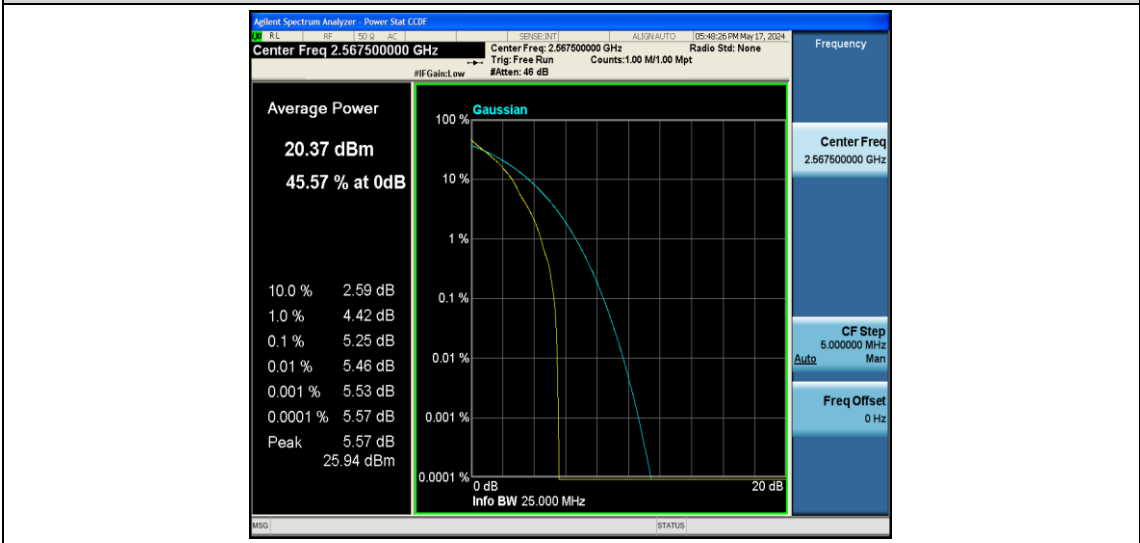 Agilent Spectrum Analyzer - Power Stat CCDF
RL RF 50 Ω AC SENSE:INT ALIGN AUTO 05:48:26 PM May 17, 2024
Center Freq 2.567500000 GHz
Center Freq: 2.567500000 GHz Radio Std: None
Trig: Free Run Counts:1.00 M/1.00 Mpt
#IFGain:Low #Atten: 46 dB
Frequency
Average Power
20.37 dBm
45.57 % at 0dB
10.0 % 2.59 dB
1.0 % 4.42 dB
0.1 % 5.25 dB
0.01 % 5.46 dB
0.001 % 5.53 dB
0.0001 % 5.57 dB
Peak 5.57 dB
25.94 dBm
Gaussian
100 %
10 %
1 %
0.1 %
0.01 %
0.001 %
0.0001 %
0 dB 20 dB
Info BW 25.000 MHz
Center Freq
2.567500000 GHz
CF Step
5.000000 MHz
Auto Man
Freq Offset
0 Hz
MSG STATUS